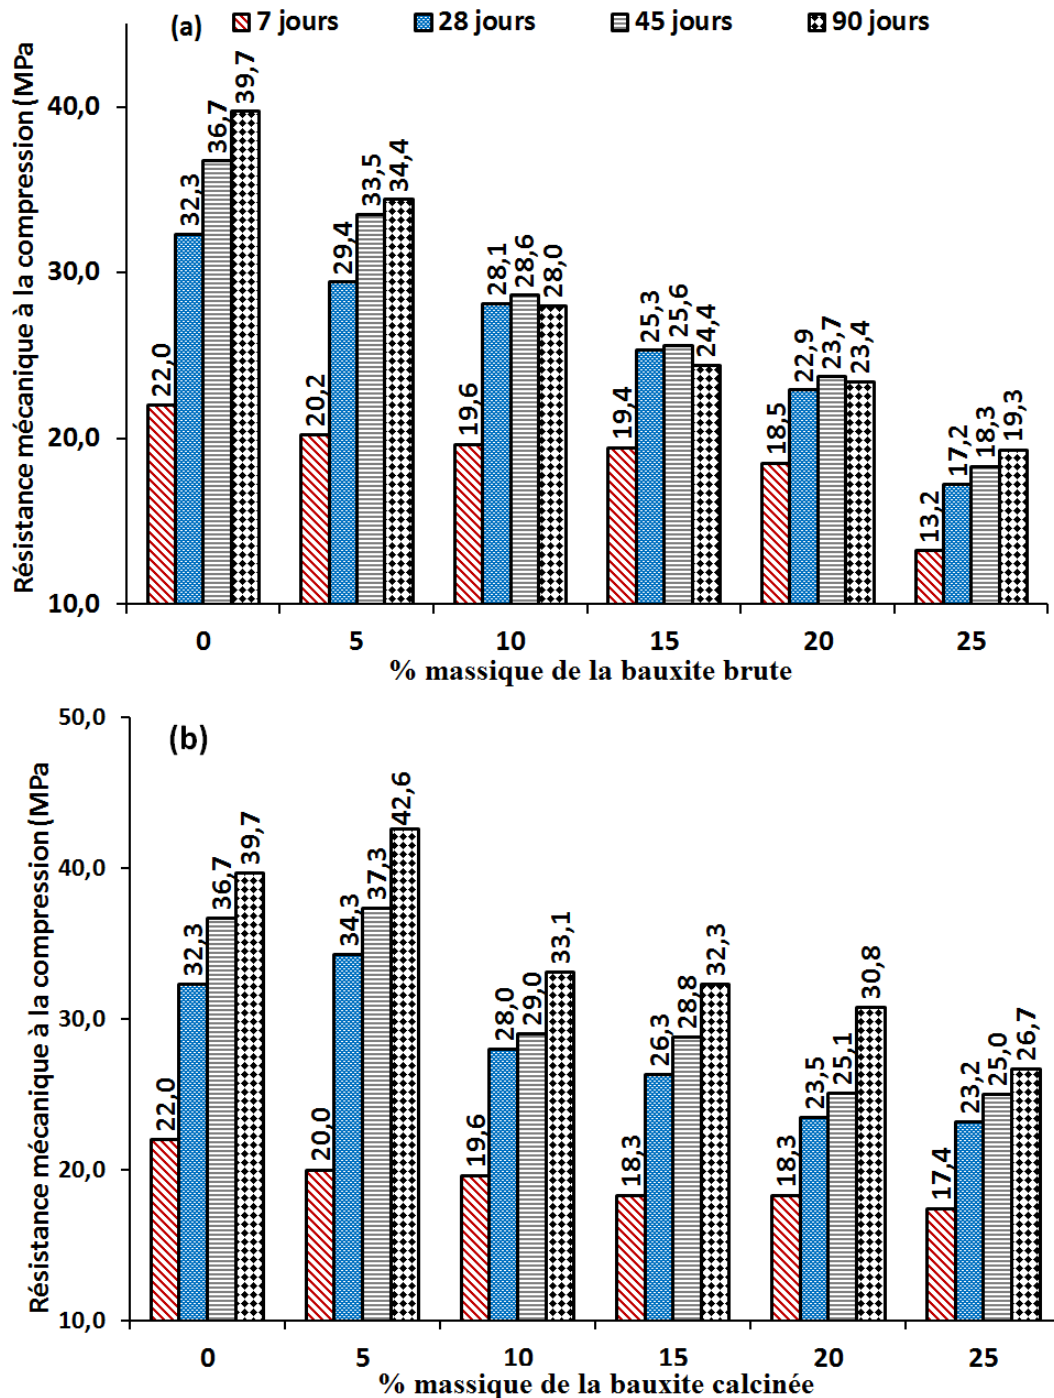 (a) 7 jours 28 jours 45 jours 90 jours
Résistance mécanique à la compression (MPa
40,0
30,0
20,0
10,0
22,0 32,3 36,7 39,7
20,2 29,4 33,5 34,4
19,6 28,1 28,6 28,0
19,4 25,3 25,6 24,4
18,5 22,9 23,7 23,4
13,2 17,2 18,3 19,3
0 5 10 15 20 25
% massique de la bauxite brute
(b)
Résistance mécanique à la compression (MPa
50,0
40,0
30,0
20,0
10,0
22,0 32,3 36,7 39,7
20,0 34,3 37,3 42,6
19,6 28,0 29,0 33,1
18,3 26,3 28,8 32,3
18,3 23,5 25,1 30,8
17,4 23,2 25,0 26,7
0 5 10 15 20 25
% massique de la bauxite calcinée